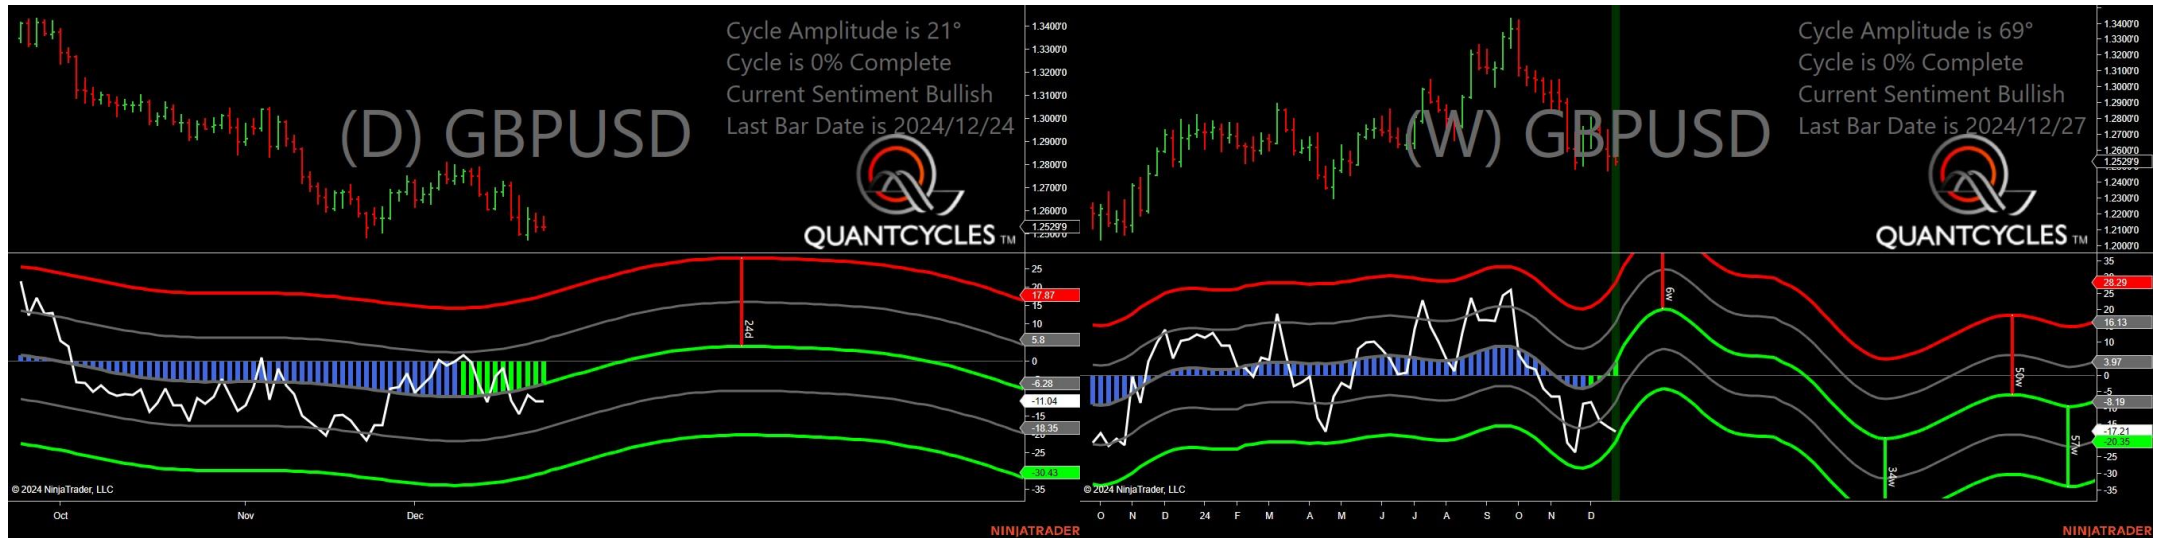 Cycle Amplitude is 21°
Cycle is 0% Complete
Current Sentiment Bullish
Last Bar Date is 2024/12/24
(D) GBPUSD
QUANTCYCLES TM
1.3400'0
1.3300'0
1.3200'0
1.3100'0
1.3000'0
1.2900'0
1.2800'0
1.2700'0
1.2600'0
1.2529'9
24d
25
17.87
15
10
5.8
0
-6.28
-11.04
-15
-18.35
-30.43
-35
© 2024 NinjaTrader, LLC
Oct
Nov
Dec
NINJATRADER
Cycle Amplitude is 69°
Cycle is 0% Complete
Current Sentiment Bullish
Last Bar Date is 2024/12/27
(W) GBPUSD
QUANTCYCLES TM
1.3400'0
1.3300'0
1.3200'0
1.3100'0
1.3000'0
1.2900'0
1.2800'0
1.2700'0
1.2600'0
1.2529'9
1.2400'0
1.2300'0
1.2200'0
1.2100'0
1.2000'0
6w
50w
34w
57w
35
28.29
25
20
16.13
10
3.97
0
-5
-8.19
-17.21
-20.35
-25
-30
-35
© 2024 NinjaTrader, LLC
O N D 24 F M A M J J A S O N D
NINJATRADER